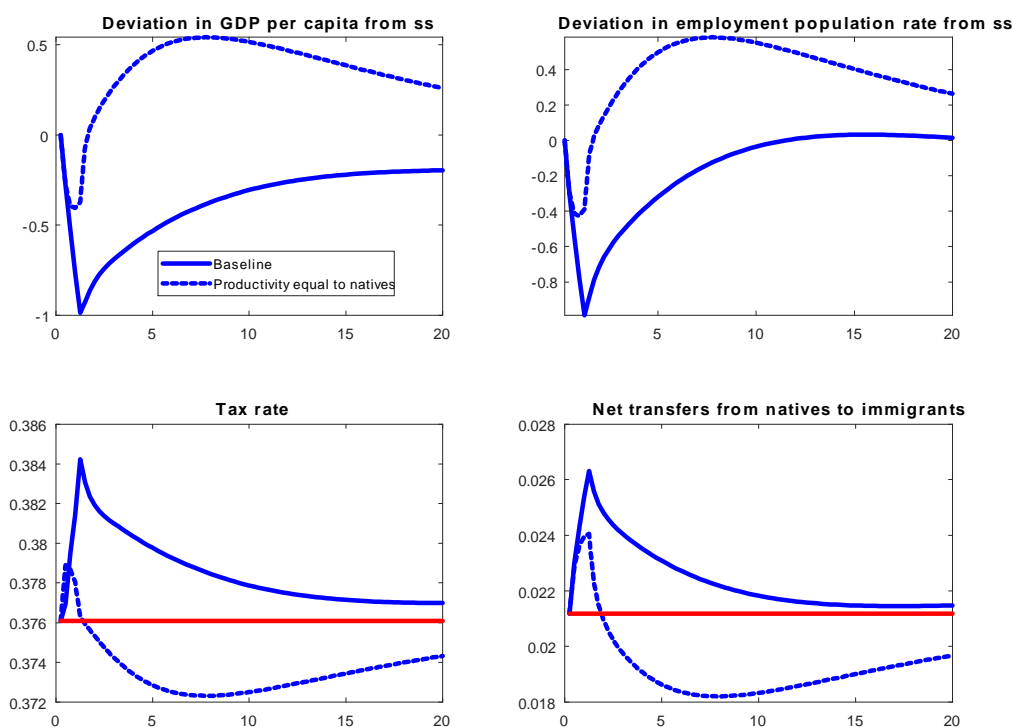 Deviation in GDP per capita from ss
0.5
0
-0.5
-1
0 5 10 15 20
Baseline
Productivity equal to natives
Deviation in employment population rate from ss
0.4
0.2
0
-0.2
-0.4
-0.6
-0.8
5 10 15 20
Tax rate
0.386
0.384
0.382
0.38
0.378
0.376
0.374
0.372
0 5 10 15 20
Net transfers from natives to immigrants
0.028
0.026
0.024
0.022
0.02
0.018
0 5 10 15 20